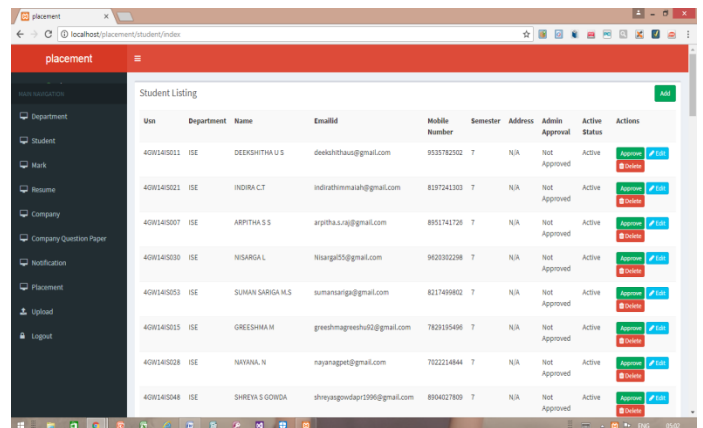 placement
localhost/placement/student/index
placement
MAIN NAVIGATION
Department
Student
Mark
Resume
Company
Company Question Paper
Notification
Placement
Upload
Logout
Student Listing
Add
Usn Department Name Emailid Mobile Number Semester Address Admin Approval Active Status Actions
4GW14IS011 ISE DEEKSHITHA U S deekshithaus@gmail.com 9535782502 7 N/A Not Approved Active Approve Edit
Delete
4GW14IS021 ISE INDIRA C.T indirathimmaiah@gmail.com 8197241303 7 N/A Not Approved Active Approve Edit
Delete
4GW14IS007 ISE ARPITHA S S arpitha.s.raj@gmail.com 8951741726 7 N/A Not Approved Active Approve Edit
Delete
4GW14IS030 ISE NISARGA L Nisargal55@gmail.com 9620302298 7 N/A Not Approved Active Approve Edit
Delete
4GW14IS053 ISE SUMAN SARIGA M.S sumansariga@gmail.com 8217499802 7 N/A Not Approved Active Approve Edit
Delete
4GW14IS015 ISE GREESHMA M greeshmagreeshu92@gmail.com 7829195496 7 N/A Not Approved Active Approve Edit
Delete
4GW14IS028 ISE NAYANA. N nayanagpet@gmail.com 7022214844 7 N/A Not Approved Active Approve Edit
Delete
4GW14IS048 ISE SHREYA S GOWDA shreyasgowdapr1996@gmail.com 8904027809 7 N/A Not Approved Active Approve Edit
Delete
ENG 05:02